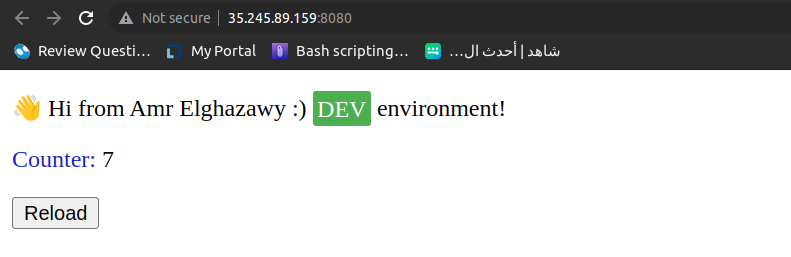 Not secure | 35.245.89.159:8080
Review Questi… My Portal Bash scripting… شاهد | أحدث ال…
👋 Hi from Amr Elghazawy :) DEV environment!
Counter: 7
Reload